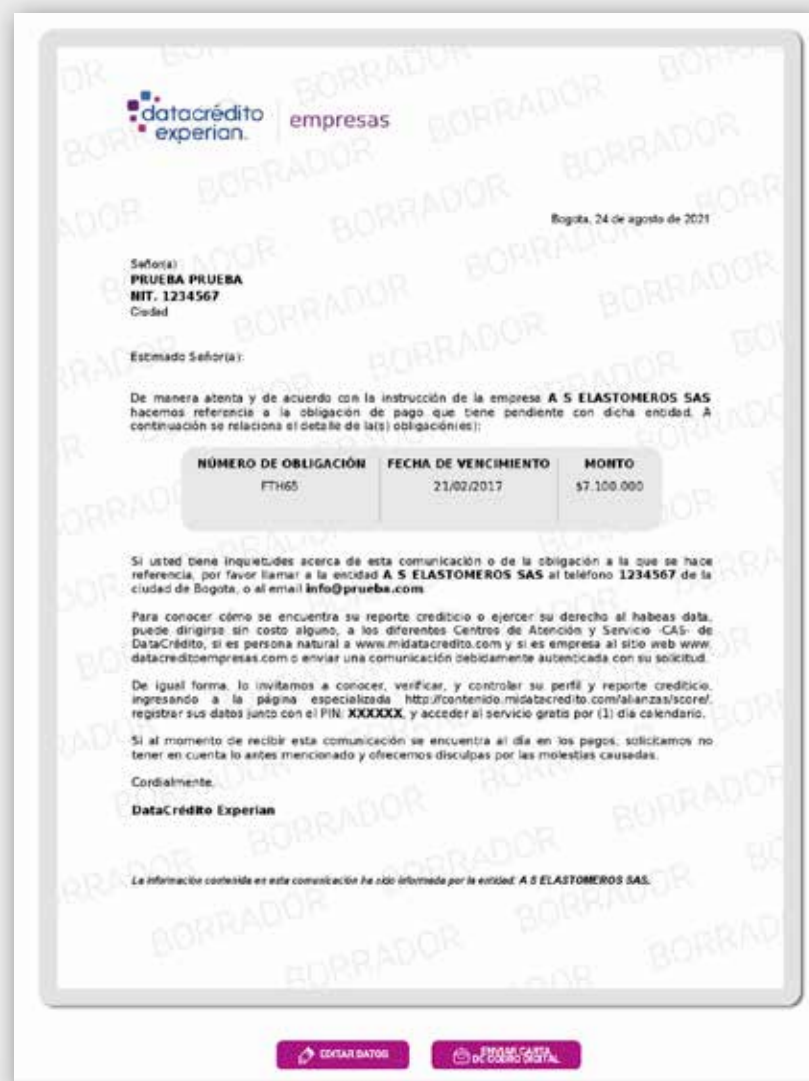 datacrédito
experian.
empresas
Bogota, 24 de agosto de 2021
Señor(a)
PRUEBA PRUEBA
NIT. 1234567
Ciudad
Estimado Señor(a):
De manera atenta y de acuerdo con la instrucción de la empresa A S ELASTOMEROS SAS
hacemos referencia a la obligación de pago que tiene pendiente con dicha entidad. A
continuación se relaciona el detalle de la(s) obligación(es):
NÚMERO DE OBLIGACIÓN FECHA DE VENCIMIENTO MONTO
FTH65 21/02/2017 $7.100.000
Si usted tiene inquietudes acerca de esta comunicación o de la obligación a la que se hace
referencia, por favor llamar a la entidad A S ELASTOMEROS SAS al teléfono 1234567 de la
ciudad de Bogota, o al email info@prueba.com
Para conocer cómo se encuentra su reporte crediticio o ejercer su derecho al habeas data,
puede dirigirse sin costo alguno, a los diferentes Centros de Atención y Servicio -CAS- de
DataCrédito, si es persona natural a www.midatacredito.com y si es empresa al sitio web www.
datacreditoempresas.com o enviar una comunicación debidamente autenticada con su solicitud.
De igual forma, lo invitamos a conocer, verificar, y controlar su perfil y reporte crediticio,
ingresando a la página especializada http://contenido.midatacredito.com/alianzas/score/,
registrar sus datos junto con el PIN: XXXXXX, y acceder al servicio gratis por (1) día calendario.
Si al momento de recibir esta comunicación se encuentra al día en los pagos, solicitamos no
tener en cuenta lo antes mencionado y ofrecemos disculpas por las molestias causadas.
Cordialmente,
DataCrédito Experian
La información contenida en esta comunicación ha sido informada por la entidad: A S ELASTOMEROS SAS.
BORRADOR
EDITAR DATOS
ENVIAR CARTA
DE COBRO DIGITAL